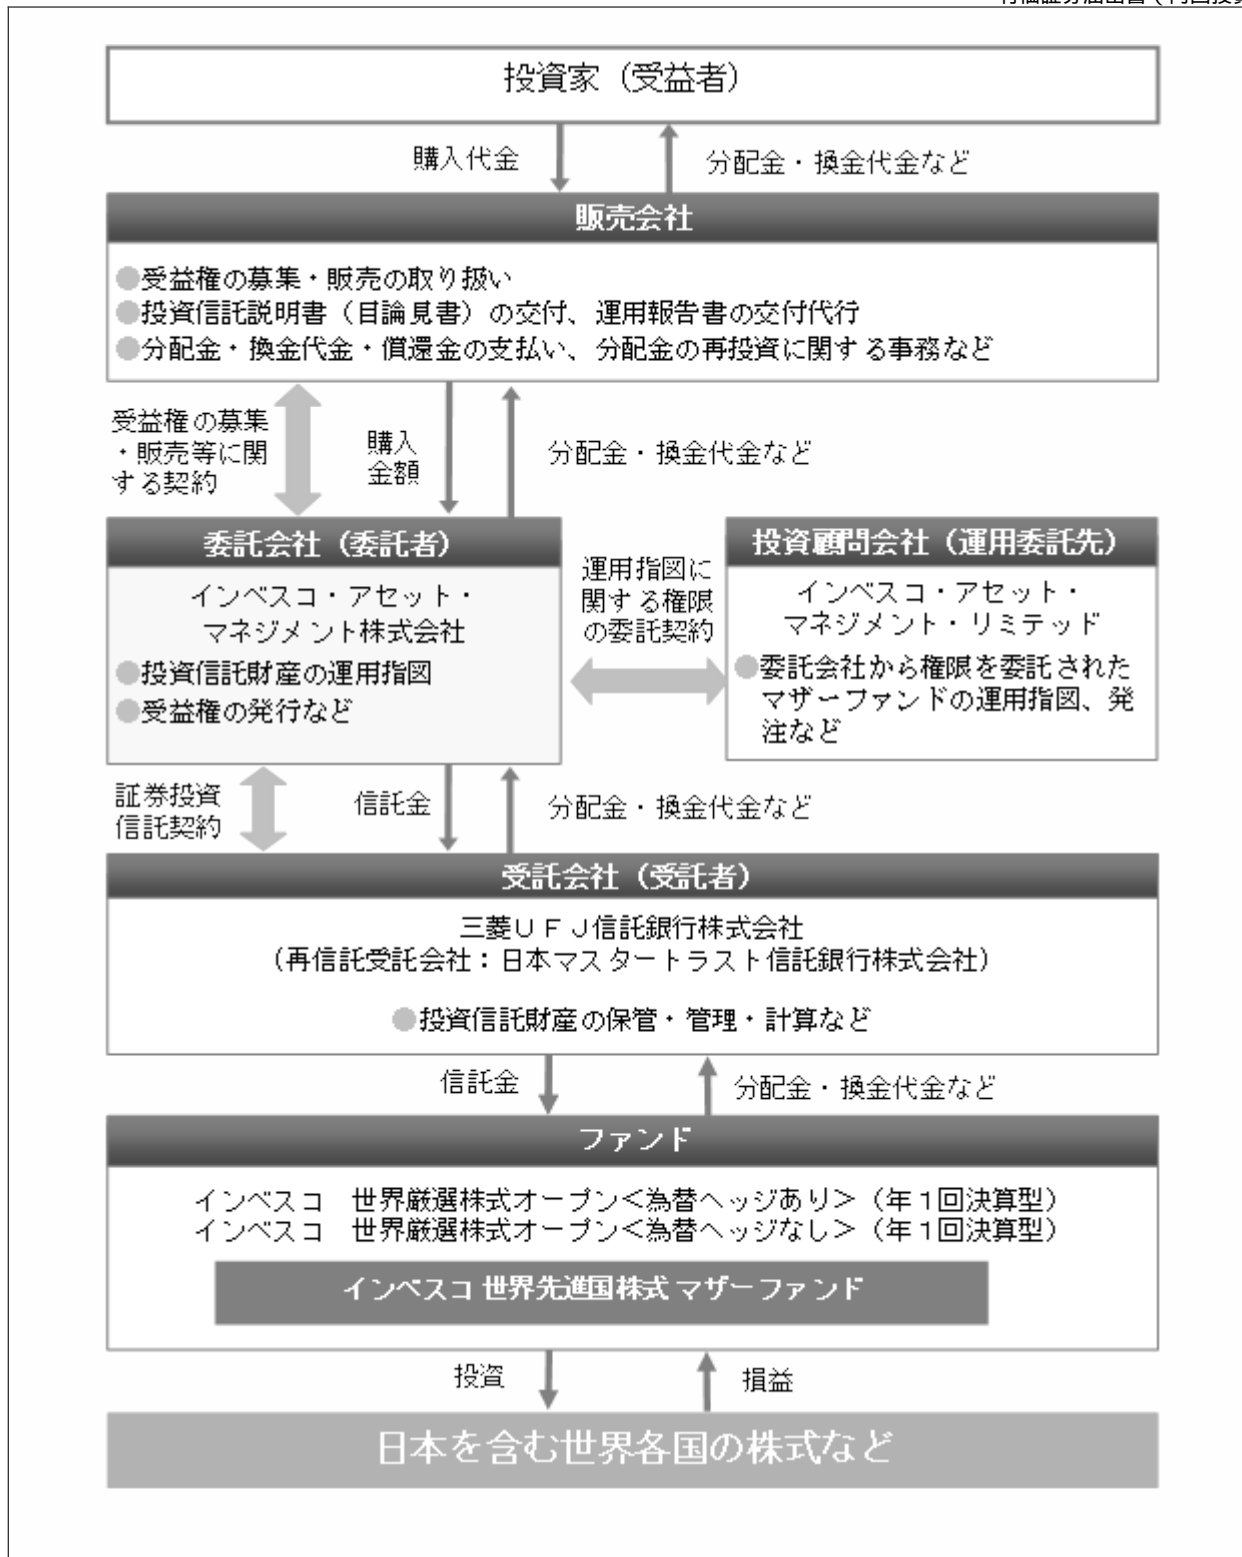 投資家（受益者）
購入代金
分配金・換金代金など
販売会社
●受益権の募集・販売の取り扱い
●投資信託説明書（目論見書）の交付、運用報告書の交付代行
●分配金・換金代金・償還金の支払い、分配金の再投資に関する事務など
受益権の募集
・販売等に関
する契約
購入
金額
分配金・換金代金など
委託会社（委託者）
インベスコ・アセット・
マネジメント株式会社
●投資信託財産の運用指図
●受益権の発行など
運用指図に
関する権限
の委託契約
投資顧問会社（運用委託先）
インベスコ・アセット・
マネジメント・リミテッド
●委託会社から権限を委託された
マザーファンドの運用指図、発
注など
証券投資
信託契約
信託金
分配金・換金代金など
受託会社（受託者）
三菱ＵＦＪ信託銀行株式会社
（再信託受託会社：日本マスタートラスト信託銀行株式会社）
●投資信託財産の保管・管理・計算など
信託金
分配金・換金代金など
ファンド
インベスコ　世界厳選株式オープン＜為替ヘッジあり＞（年１回決算型）
インベスコ　世界厳選株式オープン＜為替ヘッジなし＞（年１回決算型）
インベスコ 世界先進国株式 マザーファンド
投資
損益
日本を含む世界各国の株式など